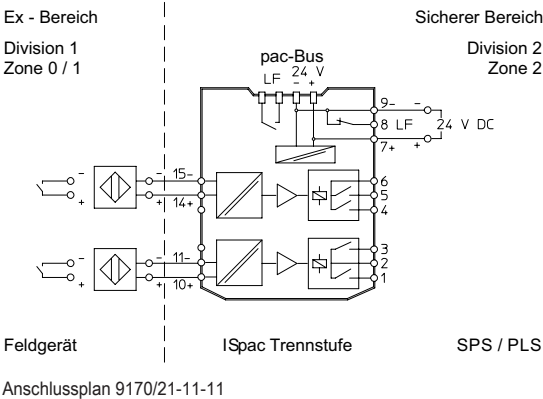 Ex - Bereich
Sicherer Bereich
Division 1
Zone 0 / 1
Division 2
Zone 2
pac-Bus
LF 24 V
- +
9- -
8 LF 24 V DC
7+ +
- - 15-
+ + 14+
6
5
4
- - 11-
+ + 10+
3
2
1
Feldgerät
ISpac Trennstufe
SPS / PLS
Anschlussplan 9170/21-11-11